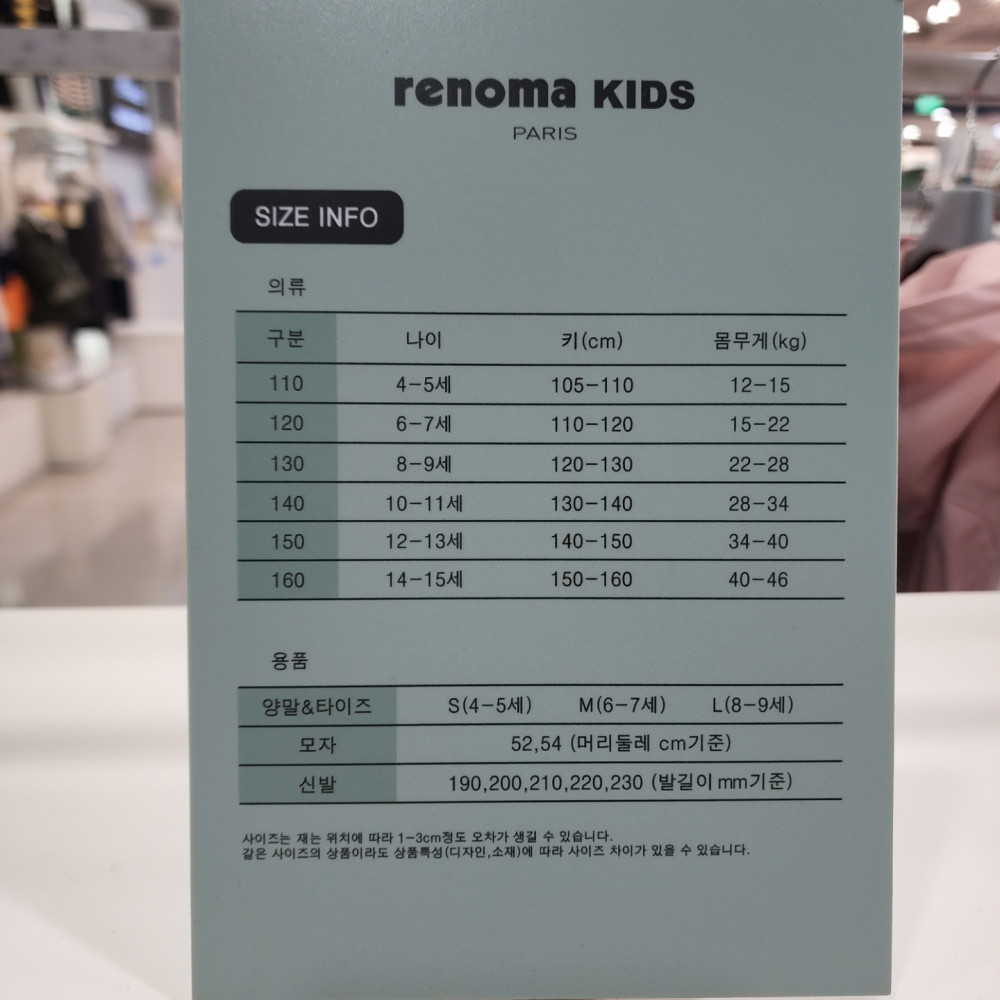 renoma KIDS
PARIS
SIZE INFO
의류
구분 나이 키(cm) 몸무게(kg)
110 4-5세 105-110 12-15
120 6-7세 110-120 15-22
130 8-9세 120-130 22-28
140 10-11세 130-140 28-34
150 12-13세 140-150 34-40
160 14-15세 150-160 40-46
용품
양말&타이즈 S(4-5세) M(6-7세) L(8-9세)
모자 52,54 (머리둘레 cm기준)
신발 190,200,210,220,230 (발길이 mm기준)
사이즈는 재는 위치에 따라 1-3cm정도 오차가 생길 수 있습니다.
같은 사이즈의 상품이라도 상품특성(디자인,소재)에 따라 사이즈 차이가 있을 수 있습니다.